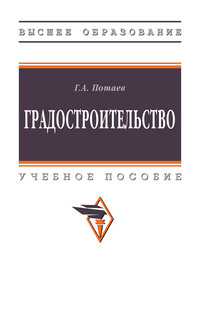 ВЫСШЕЕ ОБРАЗОВАНИЕ
Г.А. Потаев
ГРАДОСТРОИТЕЛЬСТВО
УЧЕБНОЕ ПОСОБИЕ